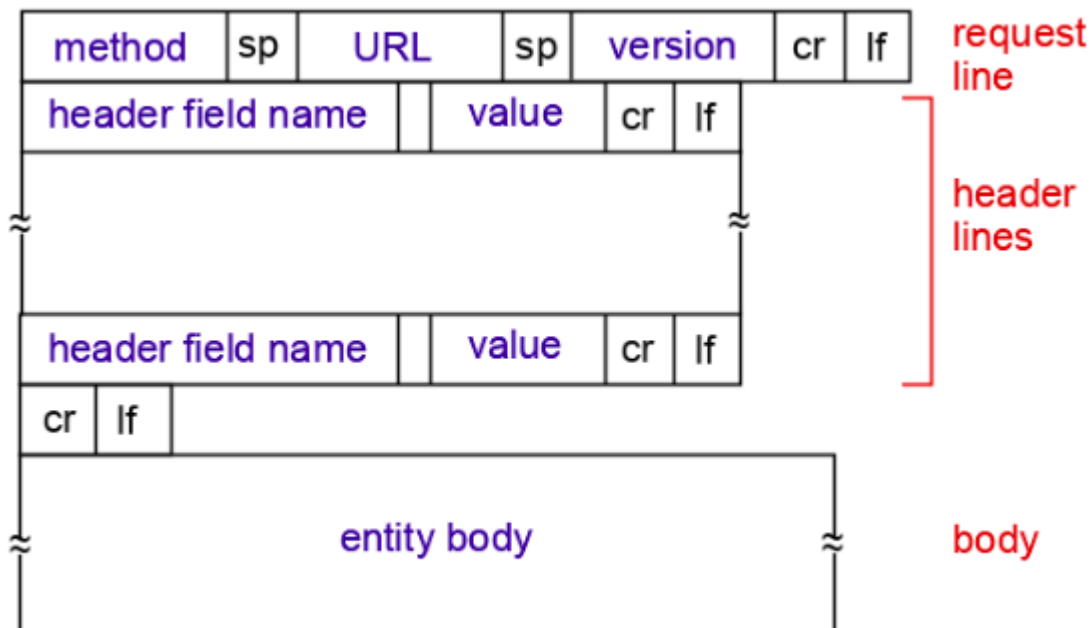 method sp URL sp version cr lf request line
header field name value cr lf
header lines
header field name value cr lf
cr lf
entity body body